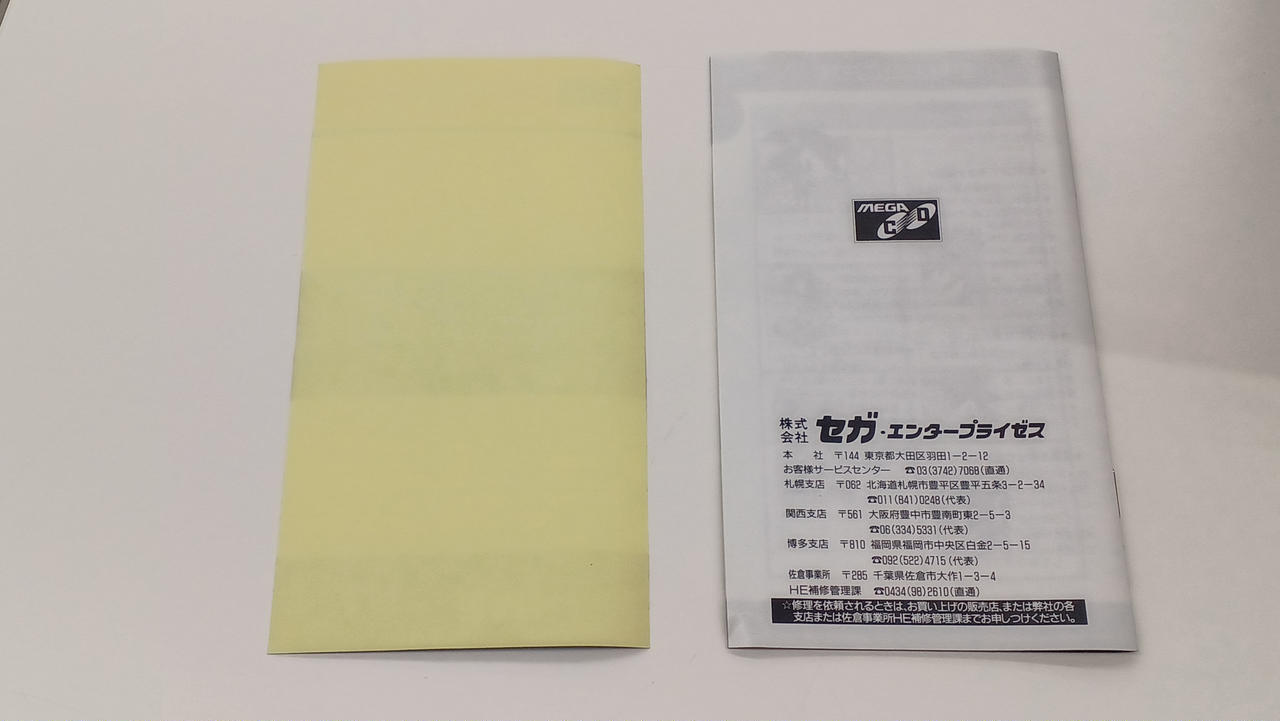 MEGA
CD
株式会社 セガ・エンタープライゼス
本　社　〒144 東京都大田区羽田1-2-12
お客様サービスセンター　☎03(3742)7068(直通)
札幌支店　〒062 北海道札幌市豊平区豊平五条3-2-34
☎011(841)0248(代表)
関西支店　〒561 大阪府豊中市豊南町東2-5-3
☎06(334)5331(代表)
博多支店　〒810 福岡県福岡市中央区白金2-5-15
☎092(522)4715(代表)
佐倉事業所　〒285 千葉県佐倉市大作1-3-4
HE補修管理課　☎0434(98)2610(直通)
☆修理を依頼されるときは、お買い上げの販売店、または弊社の各
支店または佐倉事業所HE補修管理課までお申しつけください。